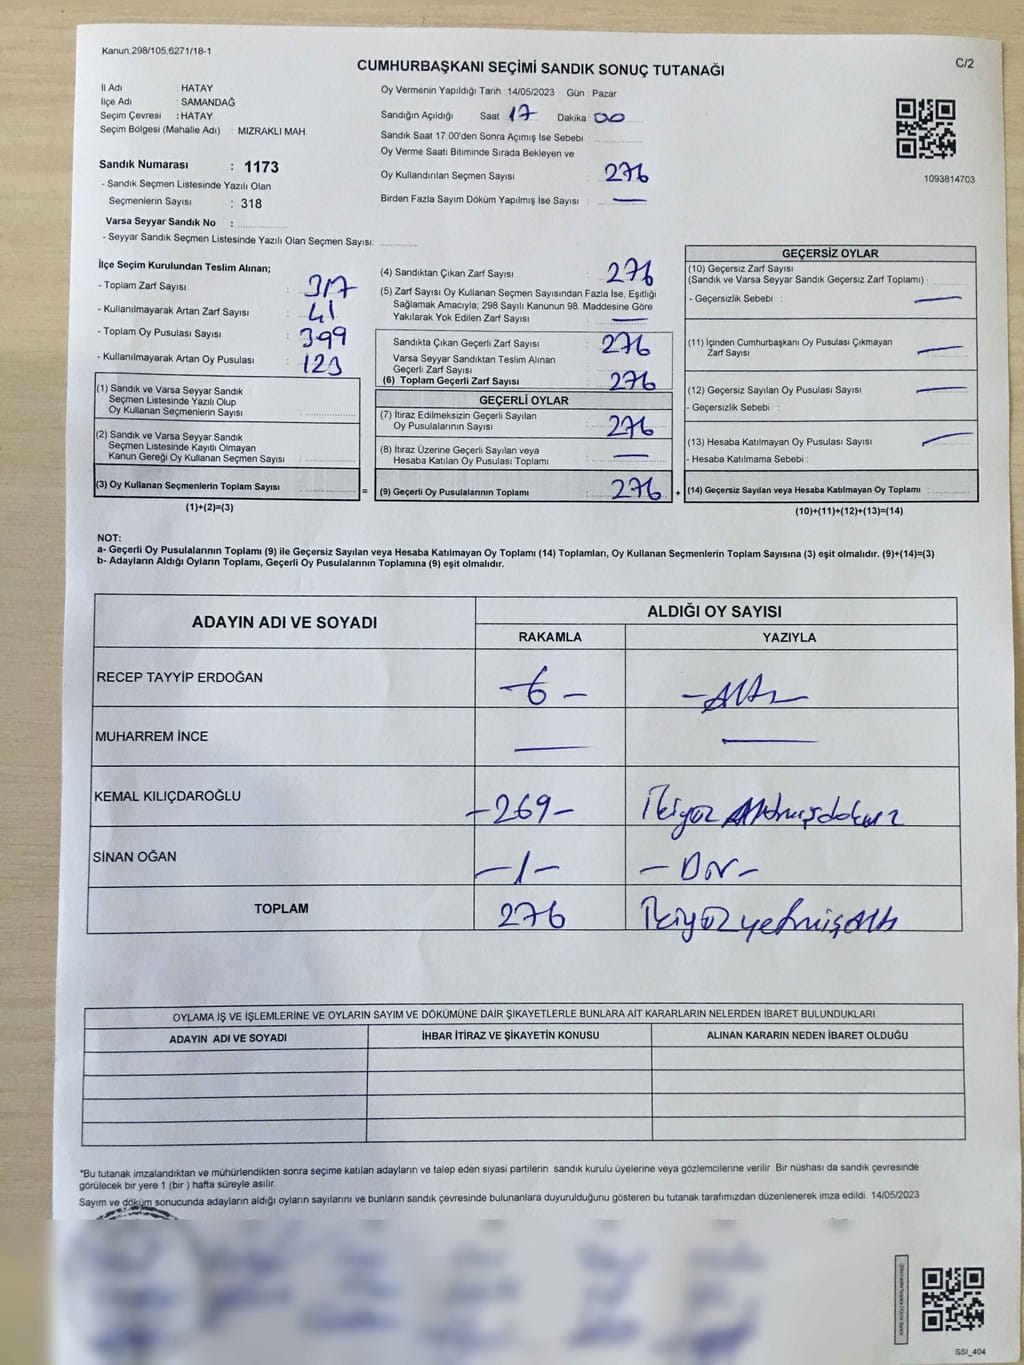 Kanun.298/105,6271/18-1
C/2
CUMHURBAŞKANI SEÇİMİ SANDIK SONUÇ TUTANAĞI
İl Adı : HATAY
İlçe Adı : SAMANDAĞ
Seçim Çevresi : HATAY
Seçim Bölgesi (Mahalle Adı) : MIZRAKLI MAH.
Sandık Numarası : 1173
- Sandık Seçmen Listesinde Yazılı Olan
Seçmenlerin Sayısı : 318
Varsa Seyyar Sandık No :
- Seyyar Sandık Seçmen Listesinde Yazılı Olan Seçmen Sayısı:
Oy Vermenin Yapıldığı Tarih : 14/05/2023 Gün : Pazar
Sandığın Açıldığı Saat 17 Dakika 00
Sandık Saat 17:00'den Sonra Açımış İse Sebebi :
Oy Verme Saati Bitiminde Sırada Bekleyen ve
Oy Kullandırılan Seçmen Sayısı : 276
Birden Fazla Sayım Döküm Yapılmış İse Sayısı : —
1093814703
İlçe Seçim Kurulundan Teslim Alınan;
- Toplam Zarf Sayısı : 317
- Kullanılmayarak Artan Zarf Sayısı : 41
- Toplam Oy Pusulası Sayısı : 399
- Kullanılmayarak Artan Oy Pusulası : 123
(1) Sandık ve Varsa Seyyar Sandık
Seçmen Listesinde Yazılı Olup
Oy Kullanan Seçmenlerin Sayısı :
(2) Sandık ve Varsa Seyyar Sandık
Seçmen Listesinde Kayıtlı Olmayan
Kanun Gereği Oy Kullanan Seçmen Sayısı :
(3) Oy Kullanan Seçmenlerin Toplam Sayısı :
(1)+(2)=(3)
=
(4) Sandıktan Çıkan Zarf Sayısı : 276
(5) Zarf Sayısı Oy Kullanan Seçmen Sayısından Fazla İse, Eşitliği
Sağlamak Amacıyla; 298 Sayılı Kanunun 98. Maddesine Göre
Yakılarak Yok Edilen Zarf Sayısı : —
Sandıkta Çıkan Geçerli Zarf Sayısı : 276
Varsa Seyyar Sandıktan Teslim Alınan
Geçerli Zarf Sayısı :
(6) Toplam Geçerli Zarf Sayısı : 276
GEÇERLİ OYLAR
(7) İtiraz Edilmeksizin Geçerli Sayılan
Oy Pusulalarının Sayısı : 276
(8) İtiraz Üzerine Geçerli Sayılan veya
Hesaba Katılan Oy Pusulası Toplamı : —
(9) Geçerli Oy Pusulalarının Toplamı : 276
+
GEÇERSİZ OYLAR
(10) Geçersiz Zarf Sayısı
(Sandık ve Varsa Seyyar Sandık Geçersiz Zarf Toplamı) :
- Geçersizlik Sebebi : —
(11) İçinden Cumhurbaşkanı Oy Pusulası Çıkmayan
Zarf Sayısı : —
(12) Geçersiz Sayılan Oy Pusulası Sayısı : —
- Geçersizlik Sebebi :
(13) Hesaba Katılmayan Oy Pusulası Sayısı : —
- Hesaba Katılmama Sebebi :
(14) Geçersiz Sayılan veya Hesaba Katılmayan Oy Toplamı :
(10)+(11)+(12)+(13)=(14)
NOT:
a- Geçerli Oy Pusulalarının Toplamı (9) ile Geçersiz Sayılan veya Hesaba Katılmayan Oy Toplamı (14) Toplamları, Oy Kullanan Seçmenlerin Toplam Sayısına (3) eşit olmalıdır. (9)+(14)=(3)
b- Adayların Aldığı Oyların Toplamı, Geçerli Oy Pusulalarının Toplamına (9) eşit olmalıdır.
ADAYIN ADI VE SOYADI ALDIĞI OY SAYISI
RAKAMLA YAZIYLA
RECEP TAYYİP ERDOĞAN -6- -Altı-
MUHARREM İNCE — —
KEMAL KILIÇDAROĞLU -269- İkiyüz Altmışdokuz
SİNAN OĞAN -1- -Bir-
TOPLAM 276 İkiyüzyetmişaltı
OYLAMA İŞ VE İŞLEMLERİNE VE OYLARIN SAYIM VE DÖKÜMÜNE DAİR ŞİKAYETLERLE BUNLARA AİT KARARLARIN NELERDEN İBARET BULUNDUKLARI
ADAYIN ADI VE SOYADI İHBAR İTİRAZ VE ŞİKAYETİN KONUSU ALINAN KARARIN NEDEN İBARET OLDUĞU
*Bu tutanak imzalandıktan ve mühürlendikten sonra seçime katılan adayların ve talep eden siyasi partilerin sandık kurulu üyelerine veya gözlemcilerine verilir. Bir nüshası da sandık çevresinde
görülecek bir yere 1 (bir ) hafta süreyle asılır.
Sayım ve döküm sonucunda adayların aldığı oyların sayılarını ve bunların sandık çevresinde bulunanlara duyurulduğunu gösteren bu tutanak tarafımızdan düzenlenerek imza edildi. 14/05/2023
SSI_404